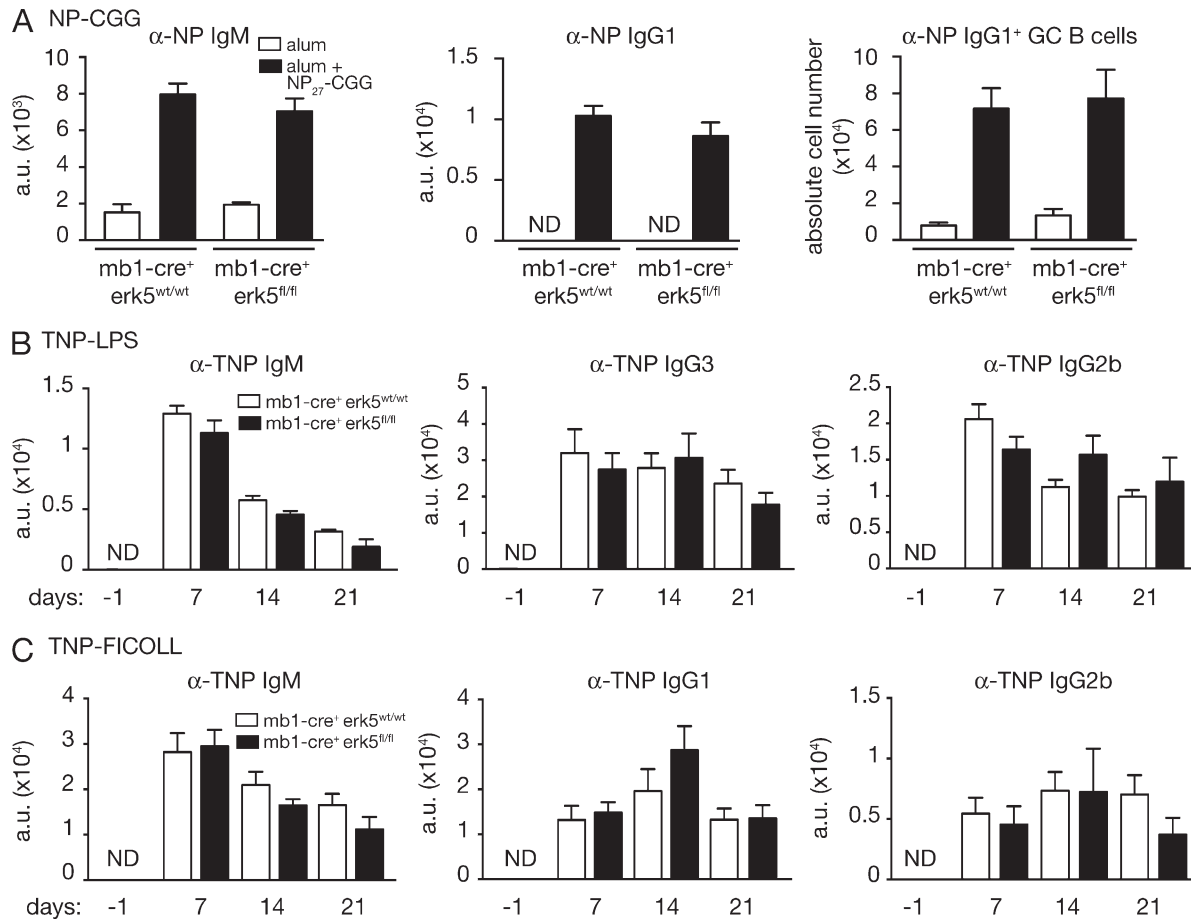 A NP-CGG
α-NP IgM
alum
alum +
NP27-CGG
a.u. (x10³)
10
8
6
4
2
0
mb1-cre⁺ mb1-cre⁺
erk5wt/wt erk5fl/fl
α-NP IgG1
a.u. (x10⁴)
1.5
1
0.5
0
ND ND
mb1-cre⁺ mb1-cre⁺
erk5wt/wt erk5fl/fl
α-NP IgG1⁺ GC B cells
absolute cell number
(x10⁴)
10
8
6
4
2
0
mb1-cre⁺ mb1-cre⁺
erk5wt/wt erk5fl/fl
B TNP-LPS
α-TNP IgM
mb1-cre⁺ erk5wt/wt
mb1-cre⁺ erk5fl/fl
a.u. (x10⁴)
1.5
1
0.5
0
ND
days: -1 7 14 21
α-TNP IgG3
a.u. (x10⁴)
5
4
3
2
1
0
ND
-1 7 14 21
α-TNP IgG2b
a.u. (x10⁴)
2.5
2
1.5
1
0.5
0
ND
-1 7 14 21
C TNP-FICOLL
α-TNP IgM
mb1-cre⁺ erk5wt/wt
mb1-cre⁺ erk5fl/fl
a.u. (x10⁴)
4
3
2
1
0
ND
days: -1 7 14 21
α-TNP IgG1
a.u. (x10⁴)
4
3
2
1
0
ND
-1 7 14 21
α-TNP IgG2b
a.u. (x10⁴)
1
0.5
0
ND
-1 7 14 21